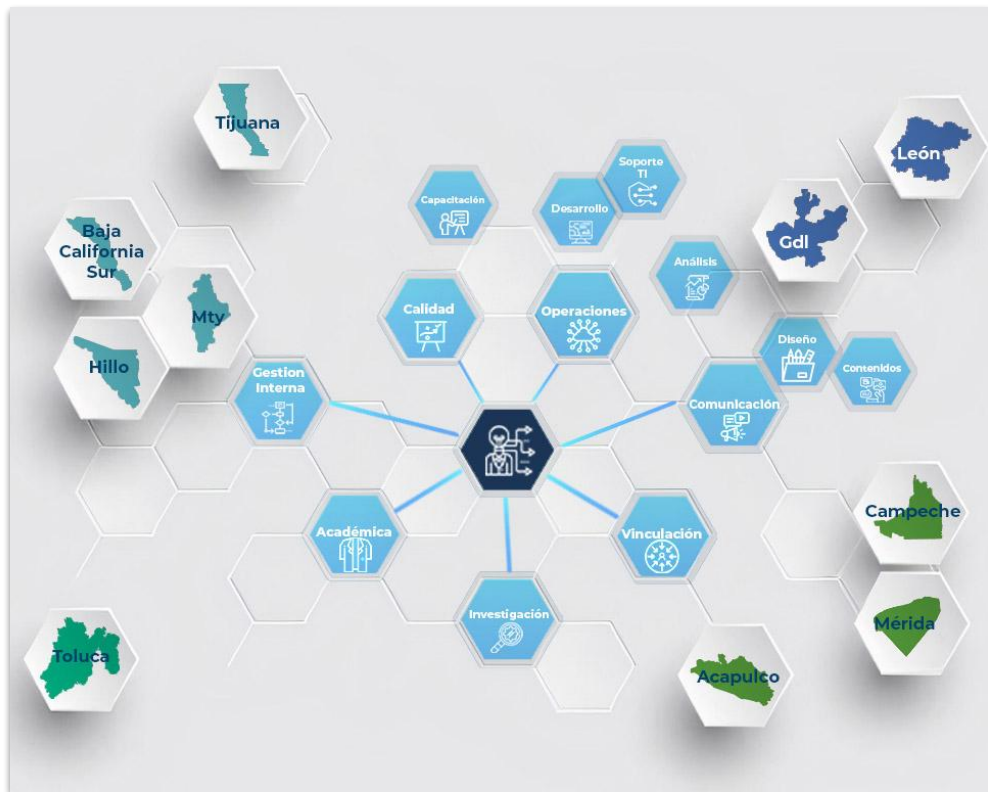 Tijuana
Soporte
TI
León
Capacitación
Desarrollo
Baja
California
Sur
Gdl
Análisis
Mty
Calidad
Operaciones
Diseño
Hillo
Gestion
Interna
Contenidos
Comunicación
Campeche
Académica
Vinculación
Investigación
Mérida
Toluca
Acapulco